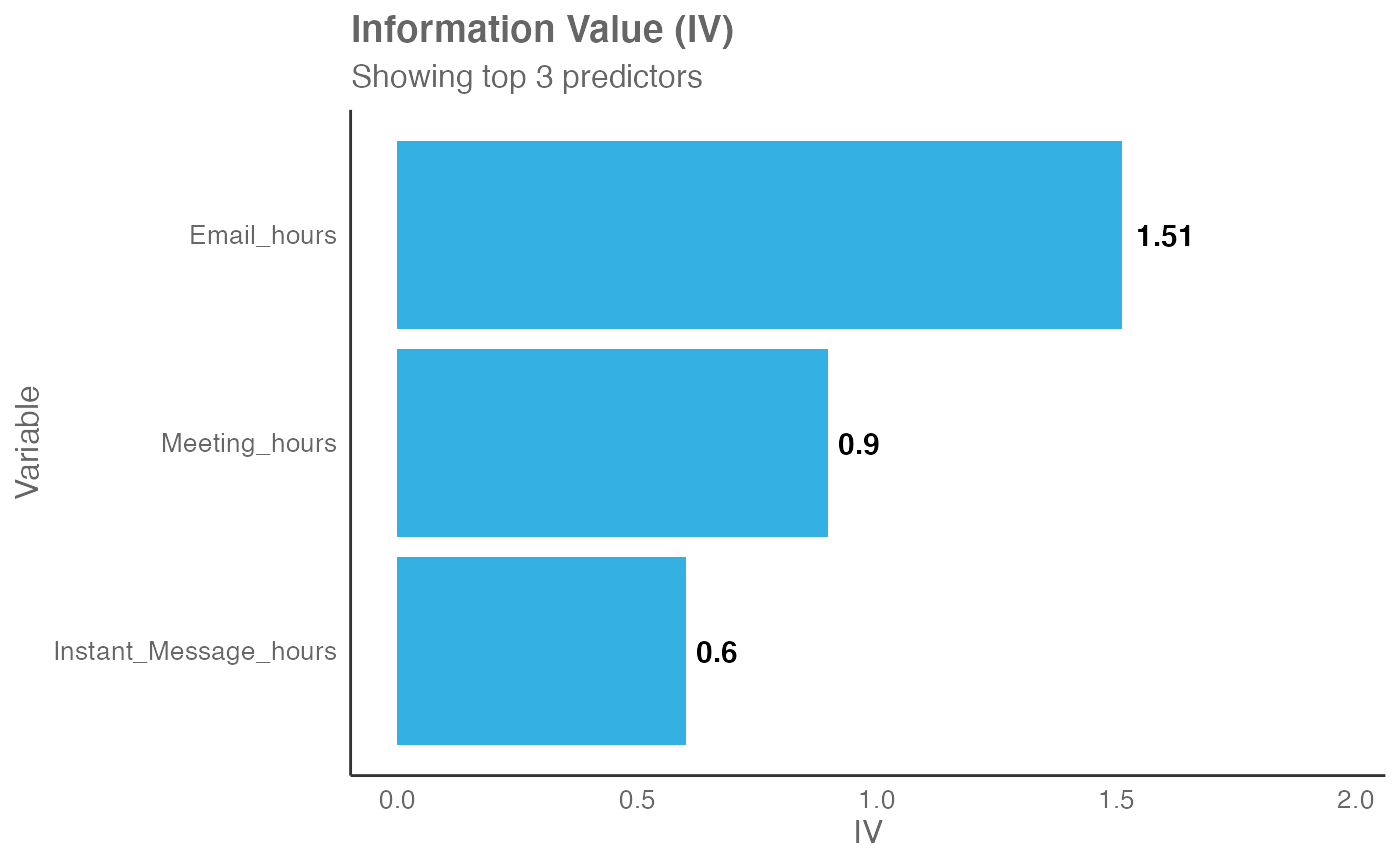 Information Value (IV)
Showing top 3 predictors
Variable
Email_hours
1.51
Meeting_hours
0.9
Instant_Message_hours
0.6
0.0 0.5 1.0 1.5 2.0
IV